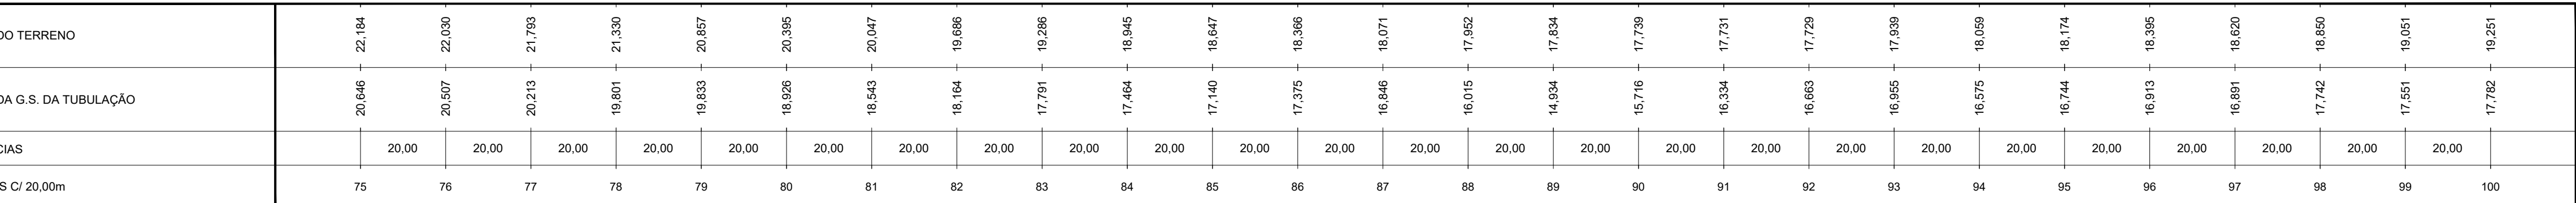 DO TERRENO 22,184 22,030 21,793 21,330 20,857 20,395 20,047 19,686 19,286 18,945 18,647 18,366 18,071 17,952 17,834 17,739 17,731 17,729 17,939 18,059 18,174 18,395 18,620 18,850 19,051 19,251
DA G.S. DA TUBULAÇÃO 20,646 20,507 20,213 19,801 19,833 18,926 18,543 18,164 17,791 17,464 17,140 17,375 16,846 16,015 14,934 15,716 16,334 16,663 16,955 16,575 16,744 16,913 16,891 17,742 17,551 17,782
CIAS 20,00 20,00 20,00 20,00 20,00 20,00 20,00 20,00 20,00 20,00 20,00 20,00 20,00 20,00 20,00 20,00 20,00 20,00 20,00 20,00 20,00 20,00 20,00 20,00 20,00
S C/ 20,00m 75 76 77 78 79 80 81 82 83 84 85 86 87 88 89 90 91 92 93 94 95 96 97 98 99 100